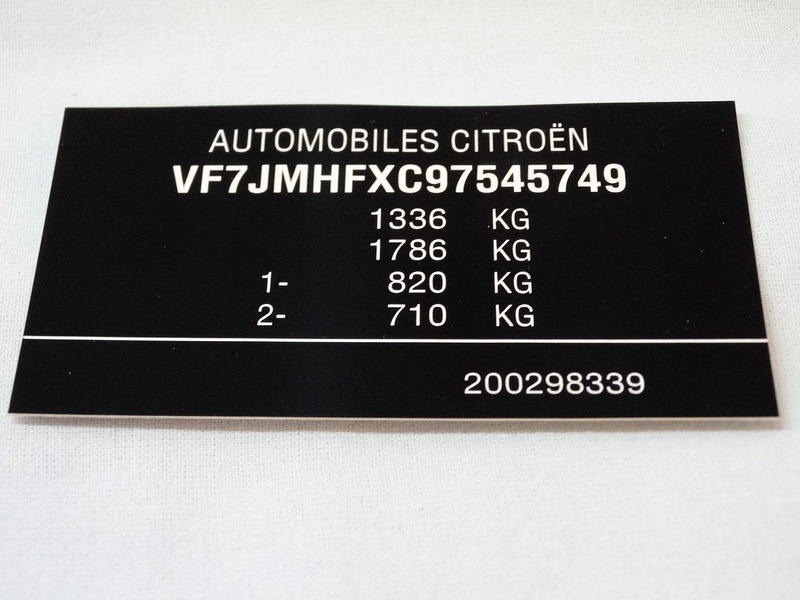 AUTOMOBILES CITROËN
VF7JMHFXC97545749
1336 KG
1786 KG
1- 820 KG
2- 710 KG
200298339